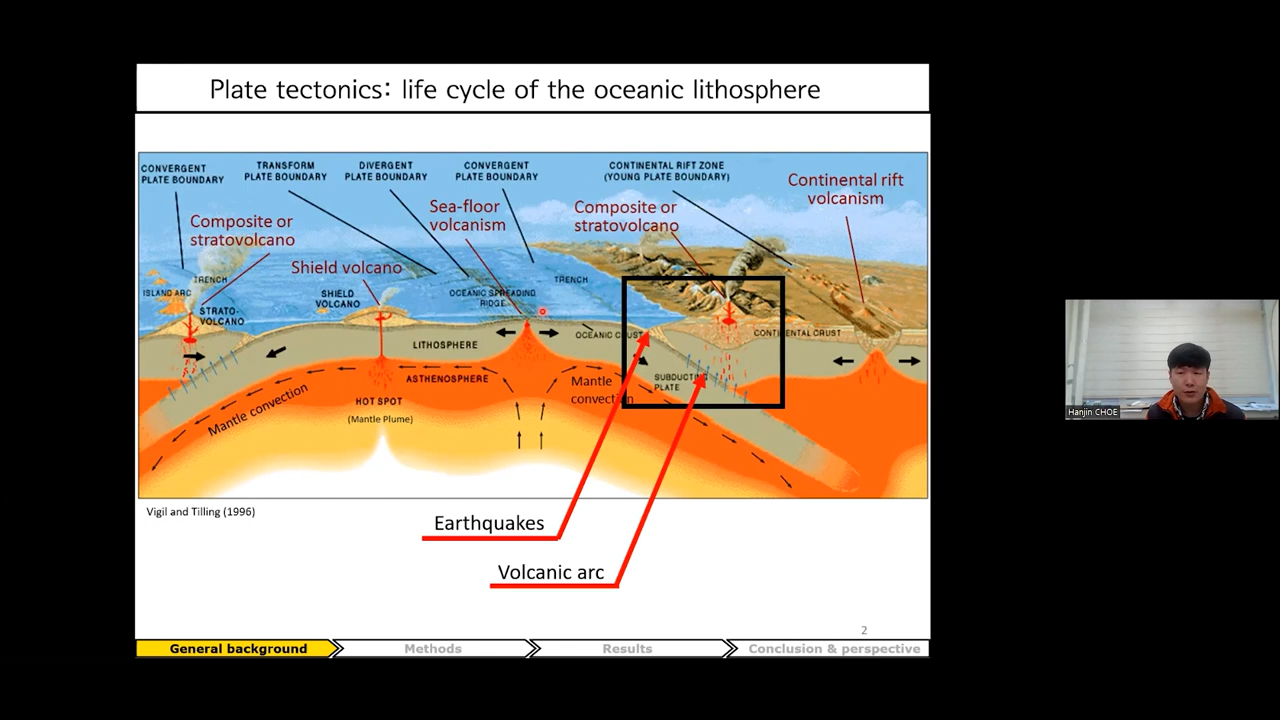 Plate tectonics: life cycle of the oceanic lithosphere
CONVERGENT
PLATE BOUNDARY
TRANSFORM
PLATE BOUNDARY
DIVERGENT
PLATE BOUNDARY
CONVERGENT
PLATE BOUNDARY
CONTINENTAL RIFT ZONE
(YOUNG PLATE BOUNDARY)
Continental rift
volcanism
Composite or
stratovolcano
Sea-floor
volcanism
Composite or
stratovolcano
Shield volcano
TRENCH
TRENCH
ISLAND ARC
SHIELD
VOLCANO
OCEANIC SPREADING
RIDGE
STRATO-
VOLCANO
OCEANIC CRUST
CONTINENTAL CRUST
LITHOSPHERE
ASTHENOSPHERE
SUBDUCTING
PLATE
Mantle
convection
Mantle convection
HOT SPOT
(Mantle Plume)
Vigil and Tilling (1996)
Earthquakes
Volcanic arc
2
General background
Methods
Results
Conclusion & perspective
Hanjin CHOE